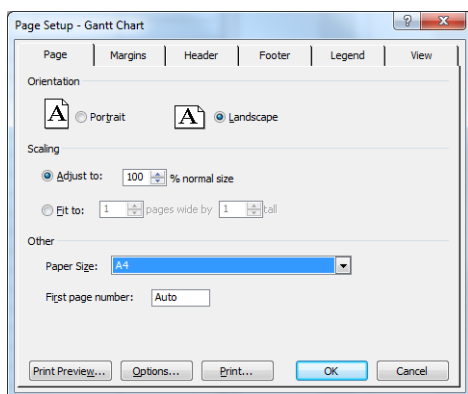 Page Setup - Gantt Chart
Page Margins Header Footer Legend View
Orientation
A Portrait A Landscape
Scaling
Adjust to: 100 % normal size
Fit to: 1 pages wide by 1 tall
Other
Paper Size: A4
First page number: Auto
Print Preview... Options... Print... OK Cancel